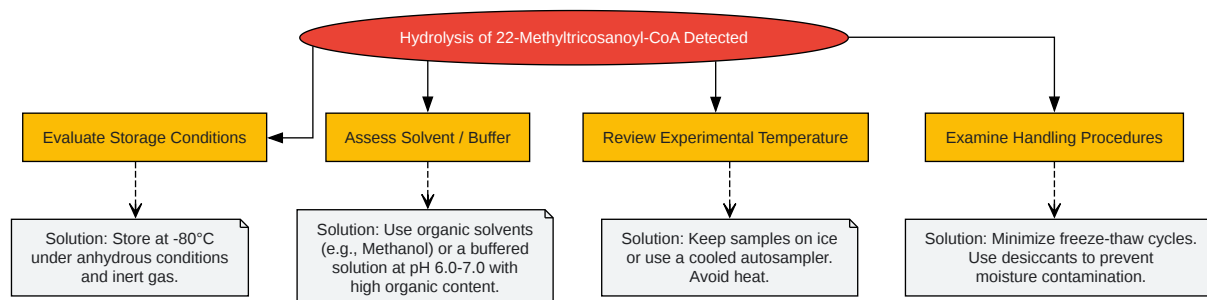 Hydrolysis of 22-Methyltricosanoyl-CoA Detected
Evaluate Storage Conditions
Assess Solvent / Buffer
Review Experimental Temperature
Examine Handling Procedures
Solution: Store at -80°C
under anhydrous conditions
and inert gas.
Solution: Use organic solvents
(e.g., Methanol) or a buffered
solution at pH 6.0-7.0 with
high organic content.
Solution: Keep samples on ice
or use a cooled autosampler.
Avoid heat.
Solution: Minimize freeze-thaw cycles.
Use desiccants to prevent
moisture contamination.